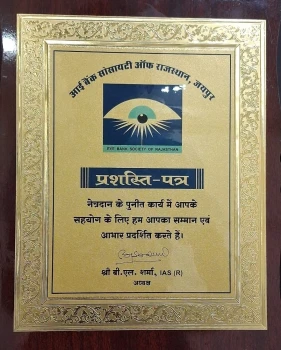 आई बैंक सोसायटी ऑफ राजस्थान, जयपुर
EYE BANK SOCIETY OF RAJASTHAN
प्रशस्ति-पत्र
नेत्रदान के पुनीत कार्य में आपके
सहयोग के लिए हम आपका सम्मान एवं
आभार प्रदर्शित करते हैं।
श्री बी.एल. शर्मा, IAS (R)
अध्यक्ष